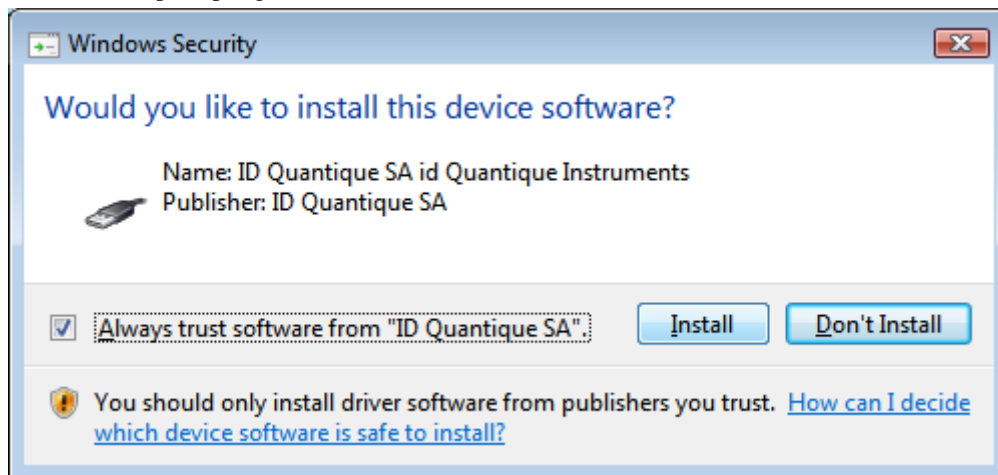 Windows Security
Would you like to install this device software?
Name: ID Quantique SA id Quantique Instruments
Publisher: ID Quantique SA
Always trust software from "ID Quantique SA".
Install
Don't Install
You should only install driver software from publishers you trust. How can I decide
which device software is safe to install?